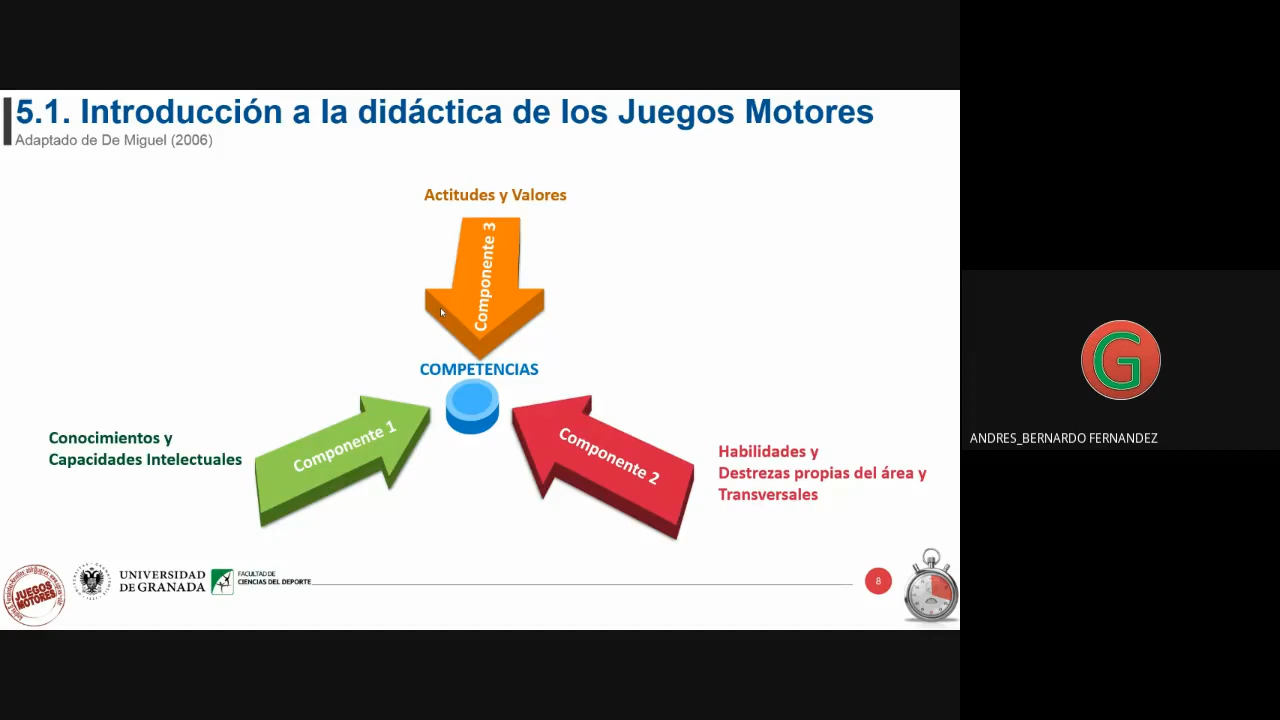 5.1. Introducción a la didáctica de los Juegos Motores
Adaptado de De Miguel (2006)
Actitudes y Valores
Componente 3
COMPETENCIAS
Conocimientos y
Capacidades Intelectuales
Componente 1
Componente 2
Habilidades y
Destrezas propias del área y
Transversales
JUEGOS
MOTORES
UNIVERSIDAD
DE GRANADA
FACULTAD DE
CIENCIAS DEL DEPORTE
8
G
ANDRES_BERNARDO FERNANDEZ